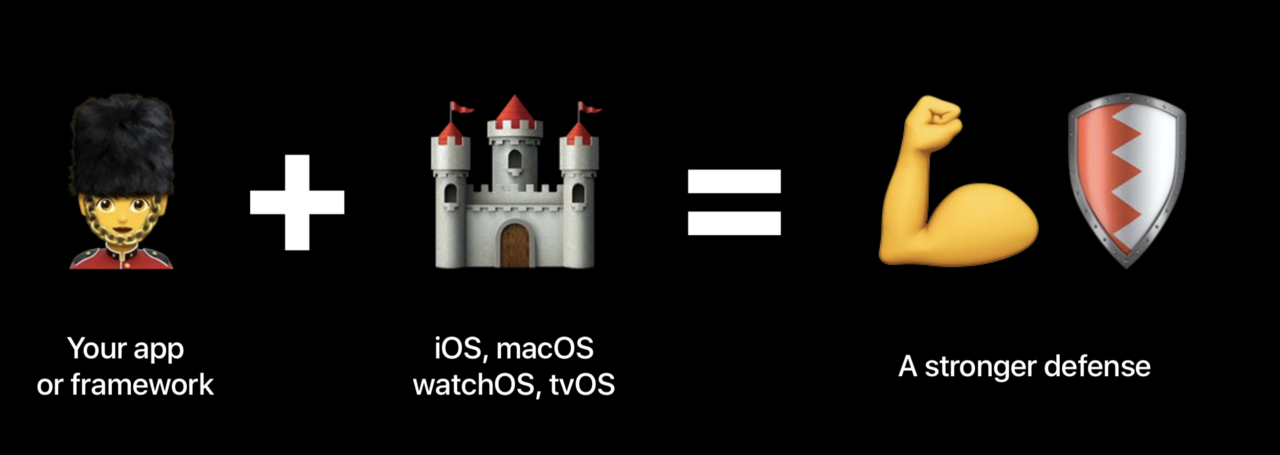 Your app
or framework
iOS, macOS
watchOS, tvOS
A stronger defense